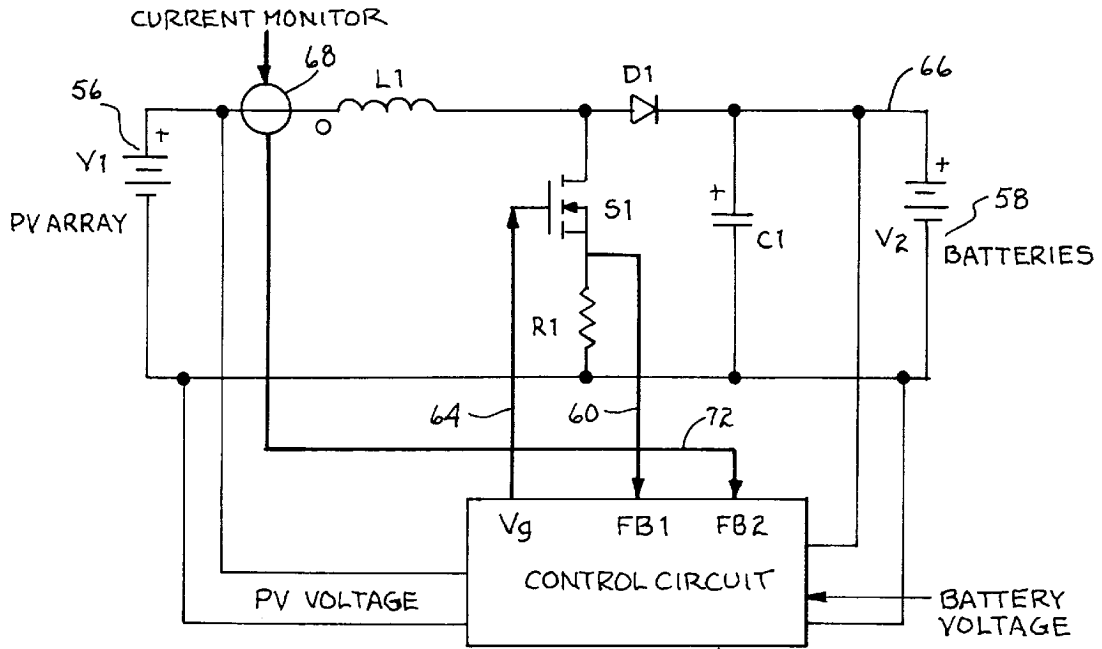 CURRENT MONITOR
68
56
L1
D1
66
+
V1
PV ARRAY
S1
+
C1
+
58
V2
BATTERIES
R1
64
60
72
Vg
FB1
FB2
CONTROL CIRCUIT
PV VOLTAGE
BATTERY
VOLTAGE